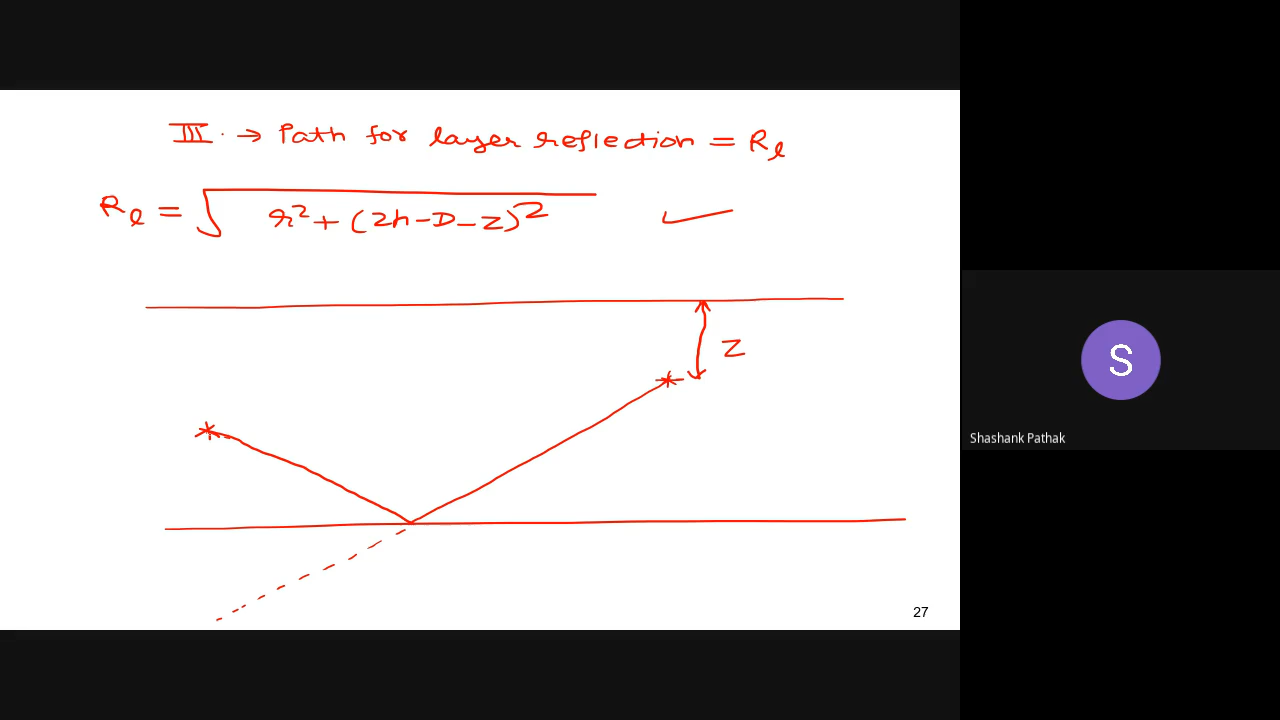 III. → Path for layer reflection = Rl
Rl = √(r² + (2h-D-z)²) ✓
z
S
Shashank Pathak
27